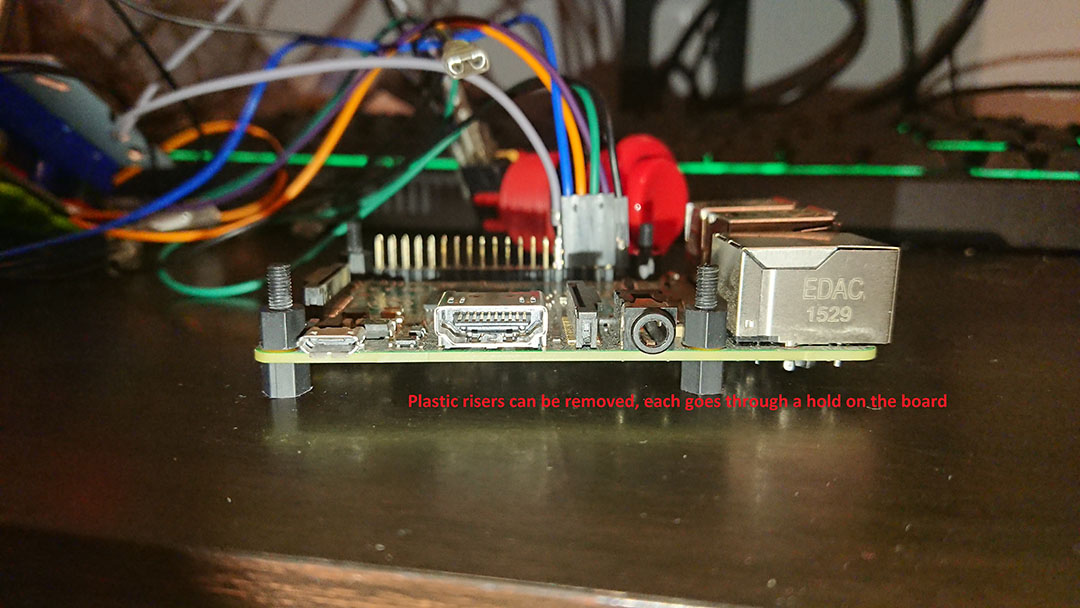 EDAC
1529
Plastic risers can be removed, each goes through a hold on the board